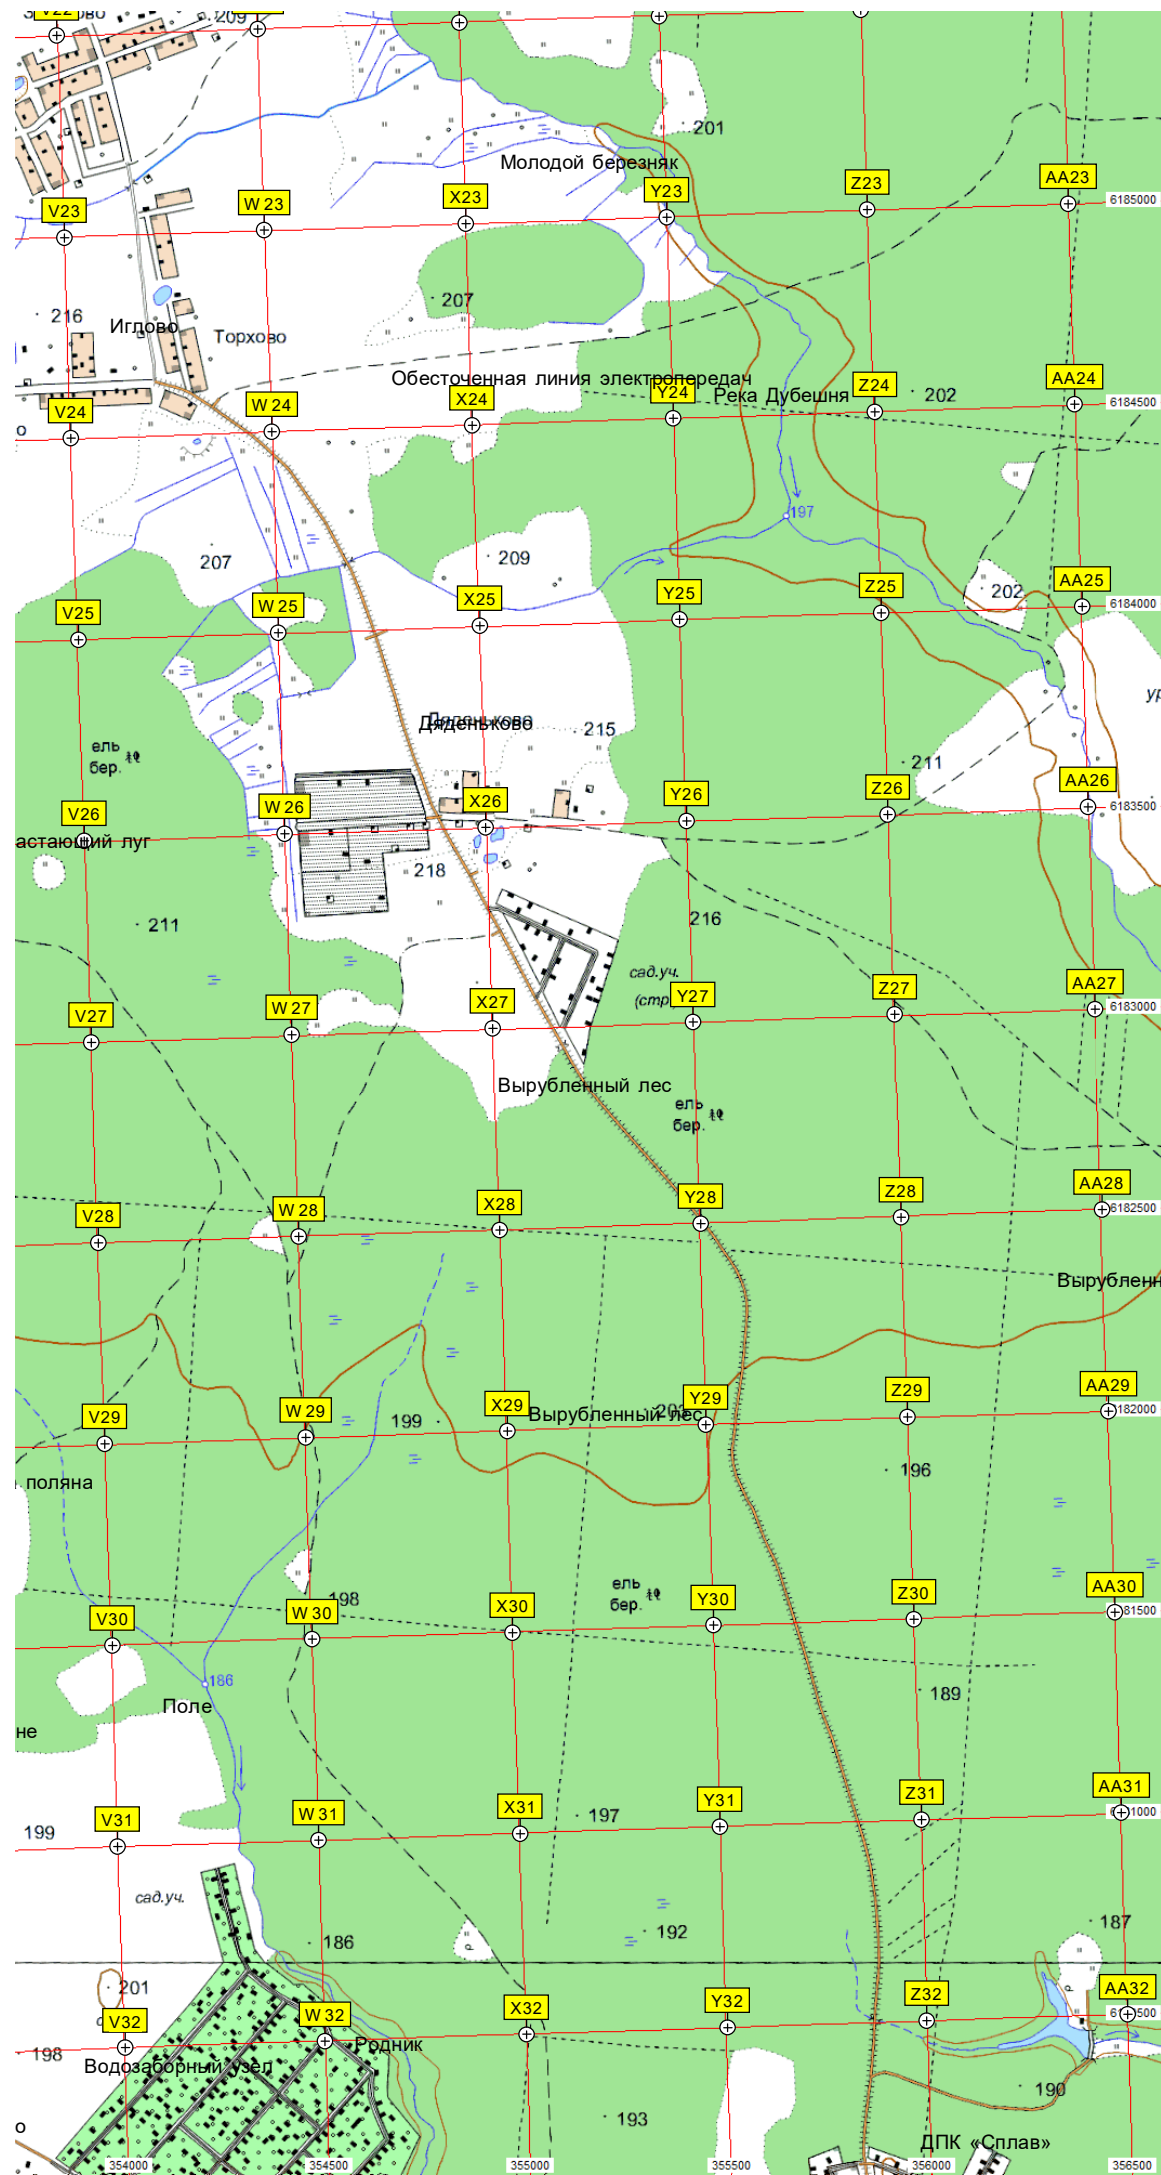 209
201
Молодой березняк
V23
W 23
X23
Y23
Z23
AA23
6185000
207
216
Иглово
Торхово
Обесточенная линия электропередач
Река Дубешня
V24
W 24
X24
Y24
Z24
202
AA24
6184500
197
207
209
202
V25
W 25
X25
Y25
Z25
AA25
6184000
Дяденьково
215
ель
бер.
211
V26
W 26
X26
Y26
Z26
AA26
6183500
астающий луг
218
211
216
сад.уч.
(стр
V27
W 27
X27
Y27
Z27
AA27
6183000
Вырубленный лес
ель
бер.
V28
W 28
X28
Y28
Z28
AA28
6182500
Вырубленн
V29
W 29
199
X29
Вырубленный лес
Y29
Z29
AA29
6182000
196
поляна
ель
бер.
198
V30
W 30
X30
Y30
Z30
AA30
81500
186
Поле
189
не
V31
W 31
X31
197
Y31
Z31
AA31
1000
199
сад.уч.
186
192
187
201
V32
W 32
X32
Y32
Z32
AA32
500
Родник
198
Водозаборный узел
190
193
о
ДПК «Сплав»
354000
354500
355000
355500
356000
356500